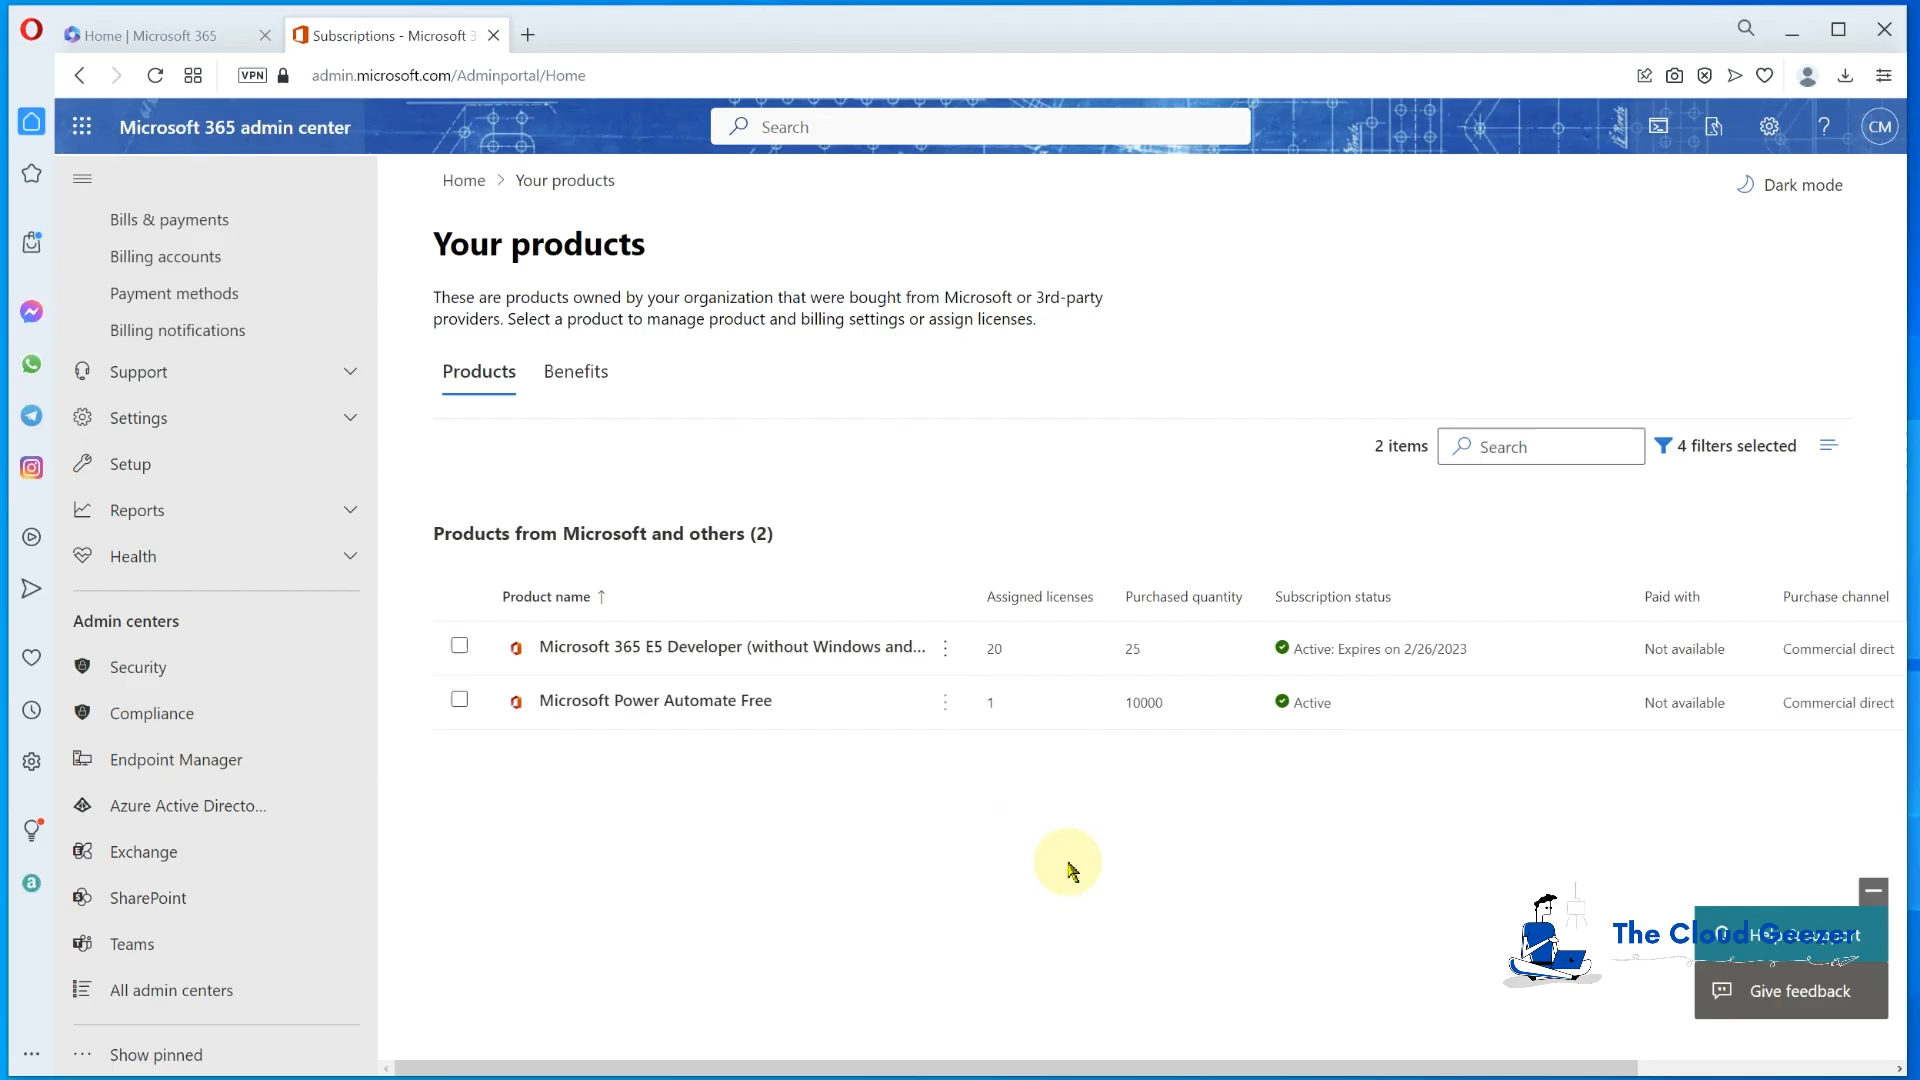 Home | Microsoft 365
Subscriptions - Microsoft 3
VPN
admin.microsoft.com/Adminportal/Home
Microsoft 365 admin center
Search
CM
Home > Your products
Dark mode
Bills & payments
Billing accounts
Payment methods
Billing notifications
Support
Settings
Setup
Reports
Health
Admin centers
Security
Compliance
Endpoint Manager
Azure Active Directo...
Exchange
SharePoint
Teams
All admin centers
Show pinned
Your products
These are products owned by your organization that were bought from Microsoft or 3rd-party
providers. Select a product to manage product and billing settings or assign licenses.
Products Benefits
2 items Search 4 filters selected
Products from Microsoft and others (2)
Product name ↑ Assigned licenses Purchased quantity Subscription status Paid with Purchase channel
Microsoft 365 E5 Developer (without Windows and... 20 25 Active: Expires on 2/26/2023 Not available Commercial direct
Microsoft Power Automate Free 1 10000 Active Not available Commercial direct
The Cloud Geezer
Help & support
Give feedback